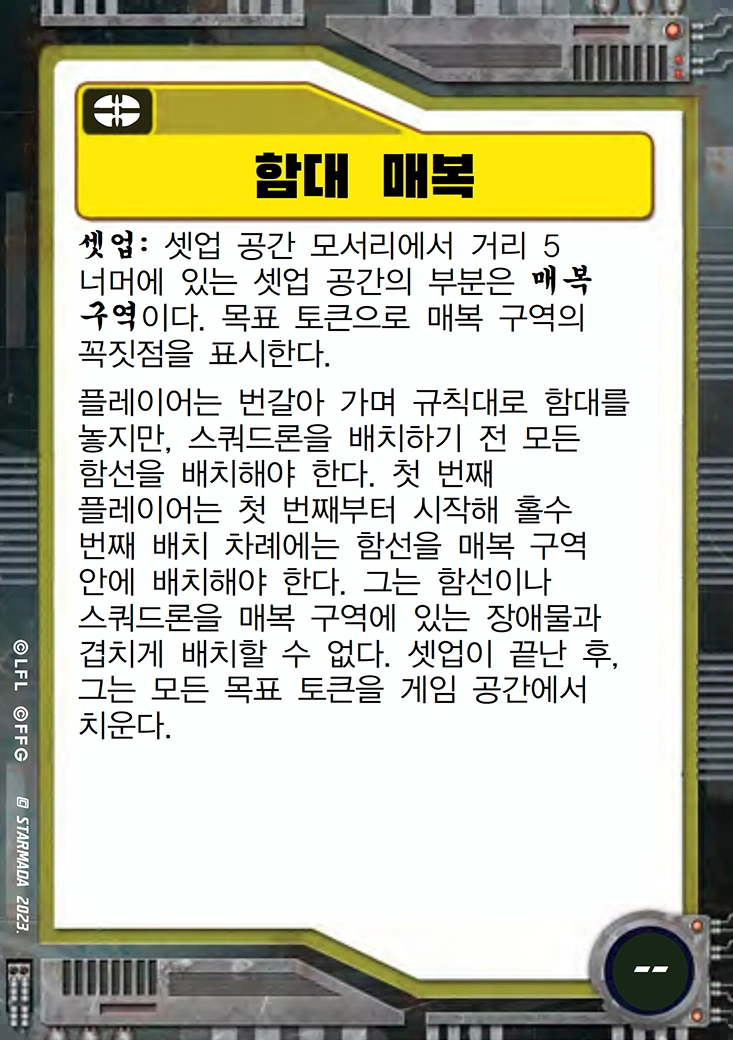 함대 매복
셋업: 셋업 공간 모서리에서 거리 5
너머에 있는 셋업 공간의 부분은 매복
구역이다. 목표 토큰으로 매복 구역의
꼭짓점을 표시한다.
플레이어는 번갈아 가며 규칙대로 함대를
놓지만, 스쿼드론을 배치하기 전 모든
함선을 배치해야 한다. 첫 번째
플레이어는 첫 번째부터 시작해 홀수
번째 배치 차례에는 함선을 매복 구역
안에 배치해야 한다. 그는 함선이나
스쿼드론을 매복 구역에 있는 장애물과
겹치게 배치할 수 없다. 셋업이 끝난 후,
그는 모든 목표 토큰을 게임 공간에서
치운다.
©LFL ©FFG © STARMADA 2023.
--